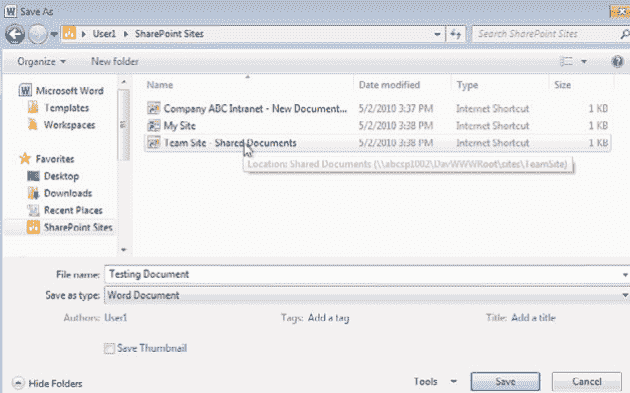 Save As
User1 ▸ SharePoint Sites
Search SharePoint Sites
Organize
New folder
Name
Date modified
Type
Size
Microsoft Word
Templates
Workspaces
Favorites
Desktop
Downloads
Recent Places
SharePoint Sites
Company ABC Intranet - New Document... 5/2/2010 3:37 PM Internet Shortcut 1 KB
My Site 5/2/2010 3:38 PM Internet Shortcut 1 KB
Team Site - Shared Documents 5/2/2010 3:38 PM Internet Shortcut 1 KB
Location: Shared Documents (\\abcsp1002\DavWWWRoot\sites\TeamSite)
File name: Testing Document
Save as type: Word Document
Authors: User1
Tags: Add a tag
Title: Add a title
Save Thumbnail
Hide Folders
Tools
Save
Cancel